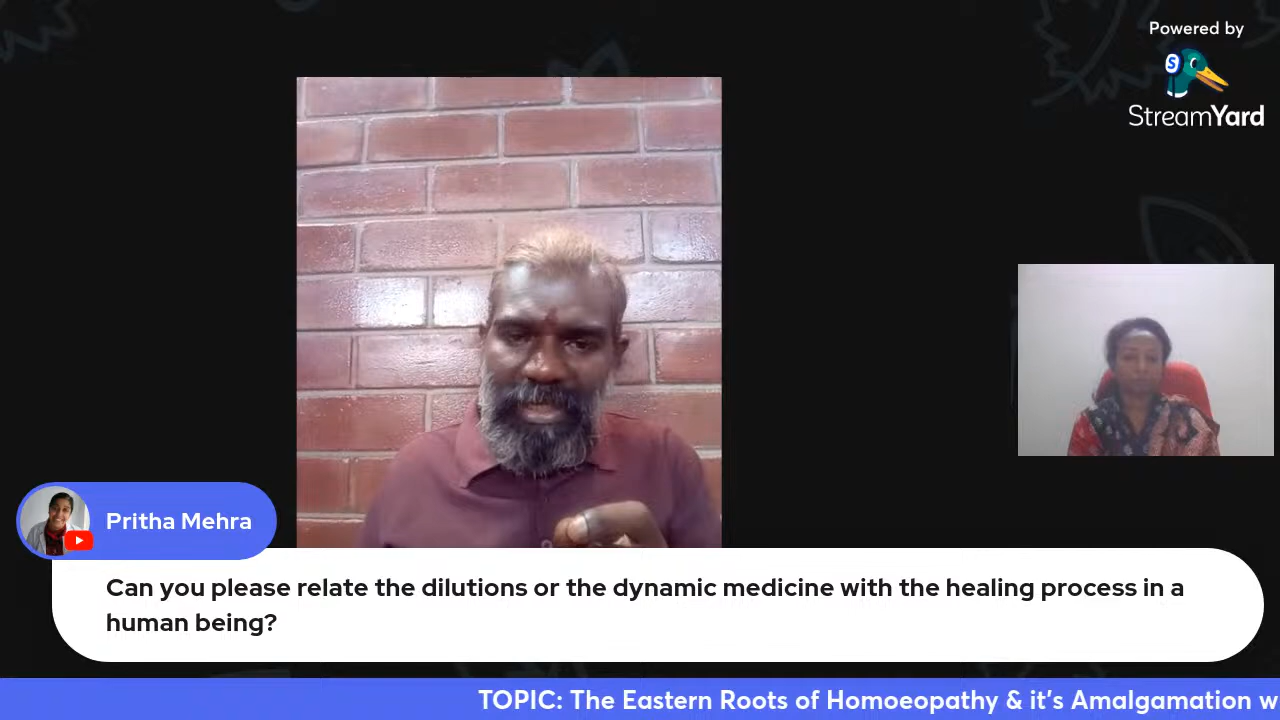 Powered by
S
StreamYard
Pritha Mehra
Can you please relate the dilutions or the dynamic medicine with the healing process in a
human being?
TOPIC: The Eastern Roots of Homoeopathy & it's Amalgamation w